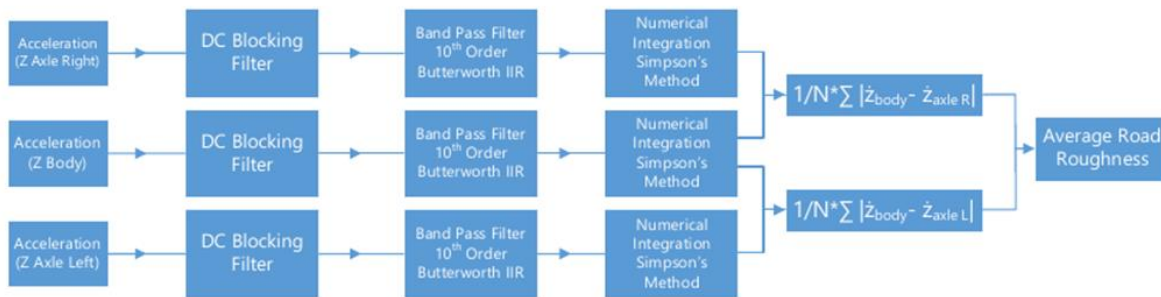 Acceleration
(Z Axle Right)
DC Blocking
Filter
Band Pass Filter
10th Order
Butterworth IIR
Numerical
Integration
Simpson's
Method
1/N*∑ |żbody- żaxle R|
Acceleration
(Z Body)
DC Blocking
Filter
Band Pass Filter
10th Order
Butterworth IIR
Numerical
Integration
Simpson's
Method
Average Road
Roughness
Acceleration
(Z Axle Left)
DC Blocking
Filter
Band Pass Filter
10th Order
Butterworth IIR
Numerical
Integration
Simpson's
Method
1/N*∑ |żbody- żaxle L|